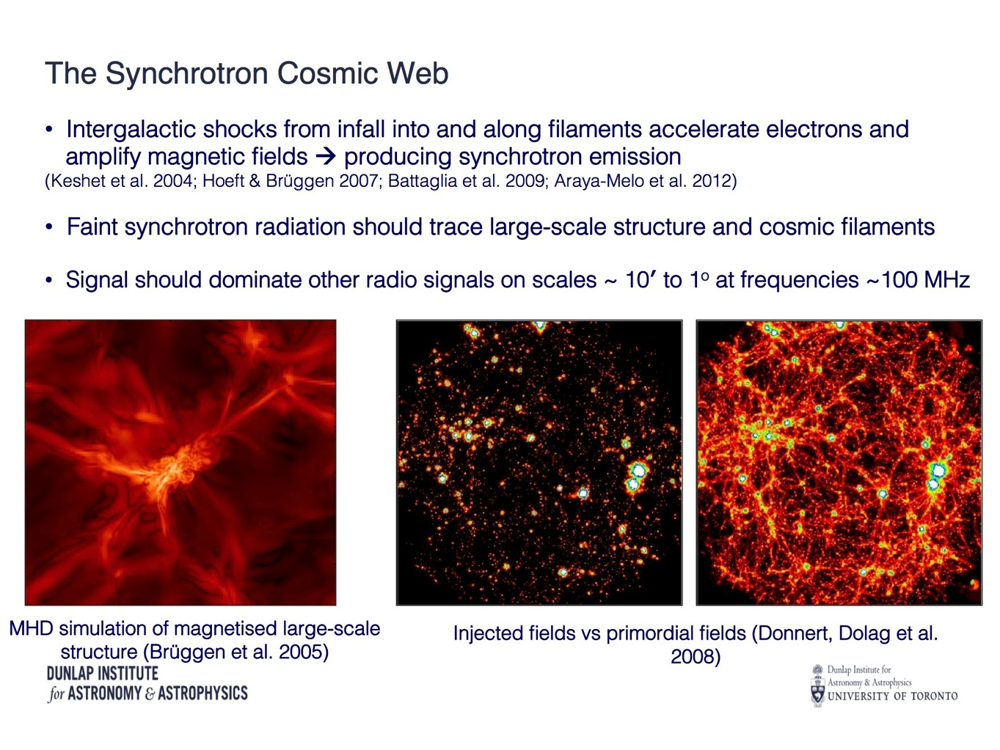 The Synchrotron Cosmic Web
• Intergalactic shocks from infall into and along filaments accelerate electrons and
amplify magnetic fields → producing synchrotron emission
(Keshet et al. 2004; Hoeft & Brüggen 2007; Battaglia et al. 2009; Araya-Melo et al. 2012)
• Faint synchrotron radiation should trace large-scale structure and cosmic filaments
• Signal should dominate other radio signals on scales ~ 10′ to 1º at frequencies ~100 MHz
MHD simulation of magnetised large-scale
structure (Brüggen et al. 2005)
Injected fields vs primordial fields (Donnert, Dolag et al.
2008)
DUNLAP INSTITUTE
for ASTRONOMY & ASTROPHYSICS
Dunlap Institute for
Astronomy & Astrophysics
UNIVERSITY OF TORONTO